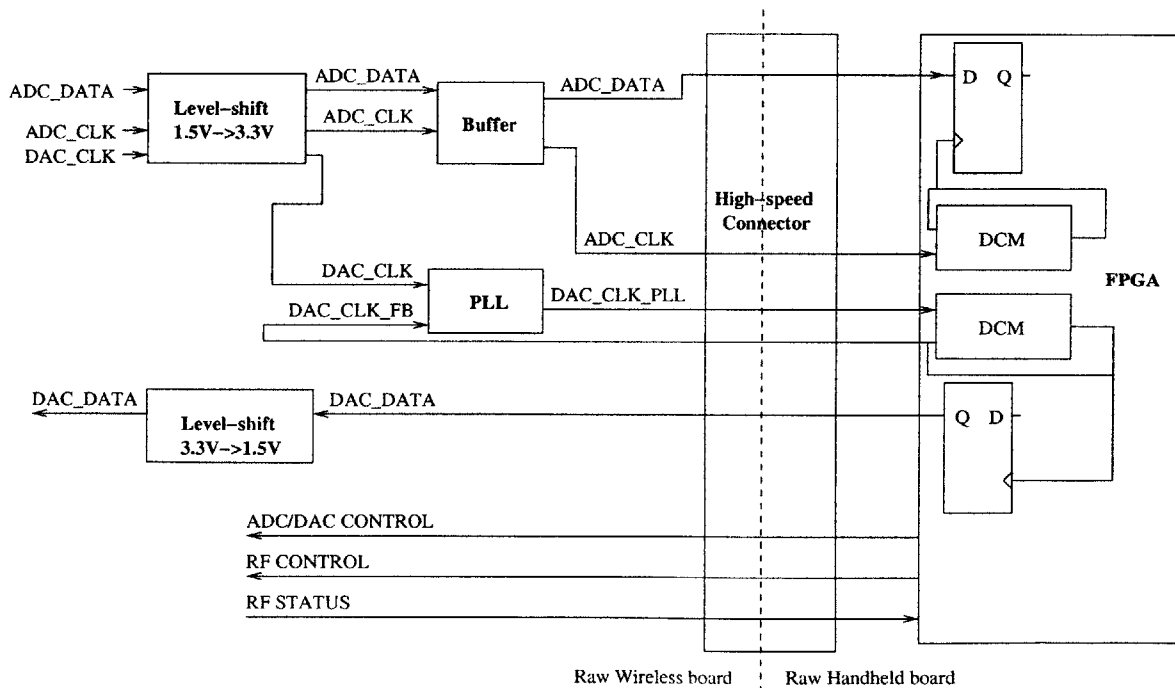 ADC_DATA
ADC_CLK
DAC_CLK
Level-shift
1.5V->3.3V
ADC_DATA
ADC_CLK
Buffer
ADC_DATA
D Q
High-speed
Connector
ADC_CLK
DCM
FPGA
DAC_CLK
DAC_CLK_FB
PLL
DAC_CLK_PLL
DCM
DAC_DATA
Level-shift
3.3V->1.5V
DAC_DATA
Q D
ADC/DAC CONTROL
RF CONTROL
RF STATUS
Raw Wireless board
Raw Handheld board